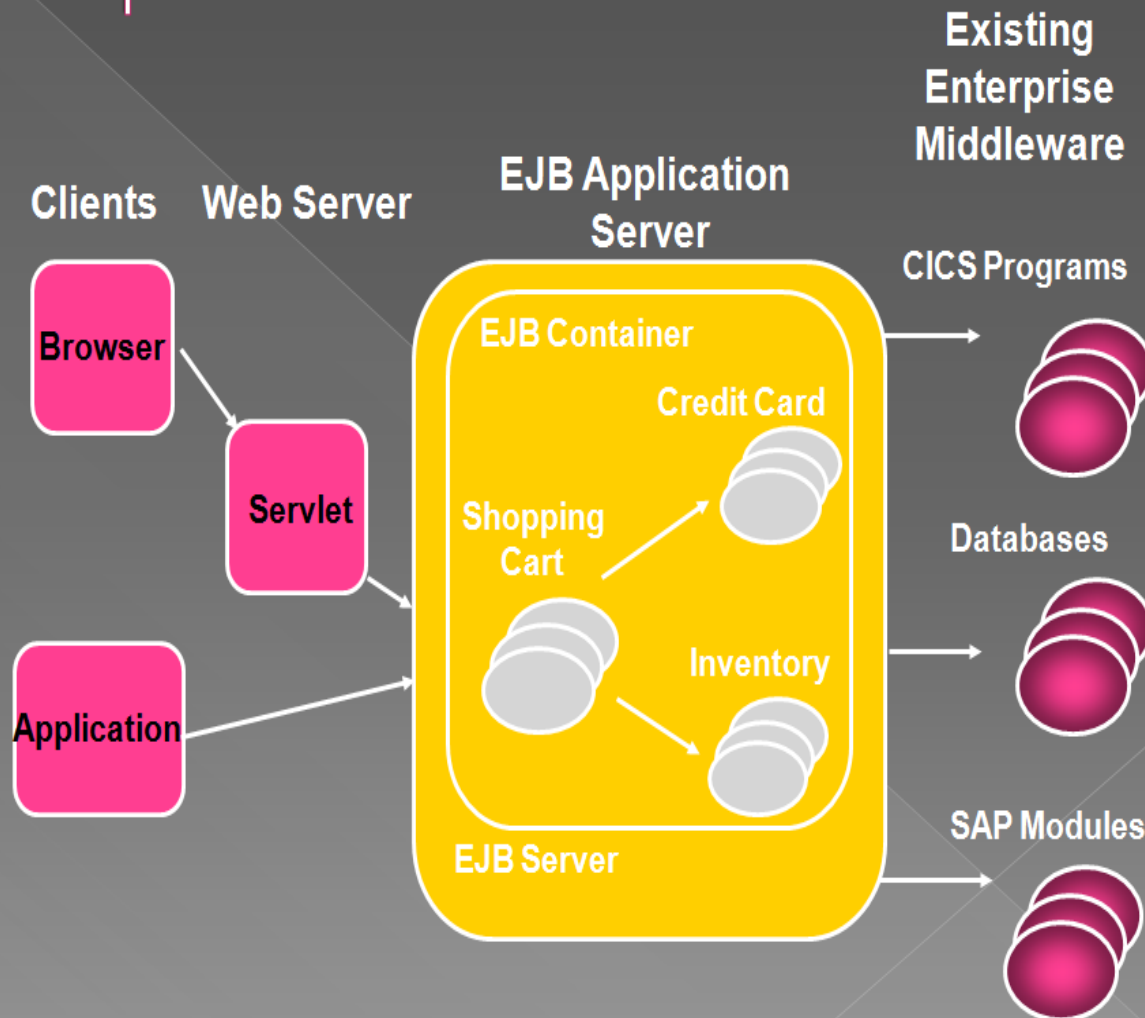 Existing
Enterprise
Middleware
Clients
Web Server
EJB Application
Server
CICS Programs
Browser
EJB Container
Credit Card
Servlet
Shopping
Cart
Databases
Inventory
Application
SAP Modules
EJB Server